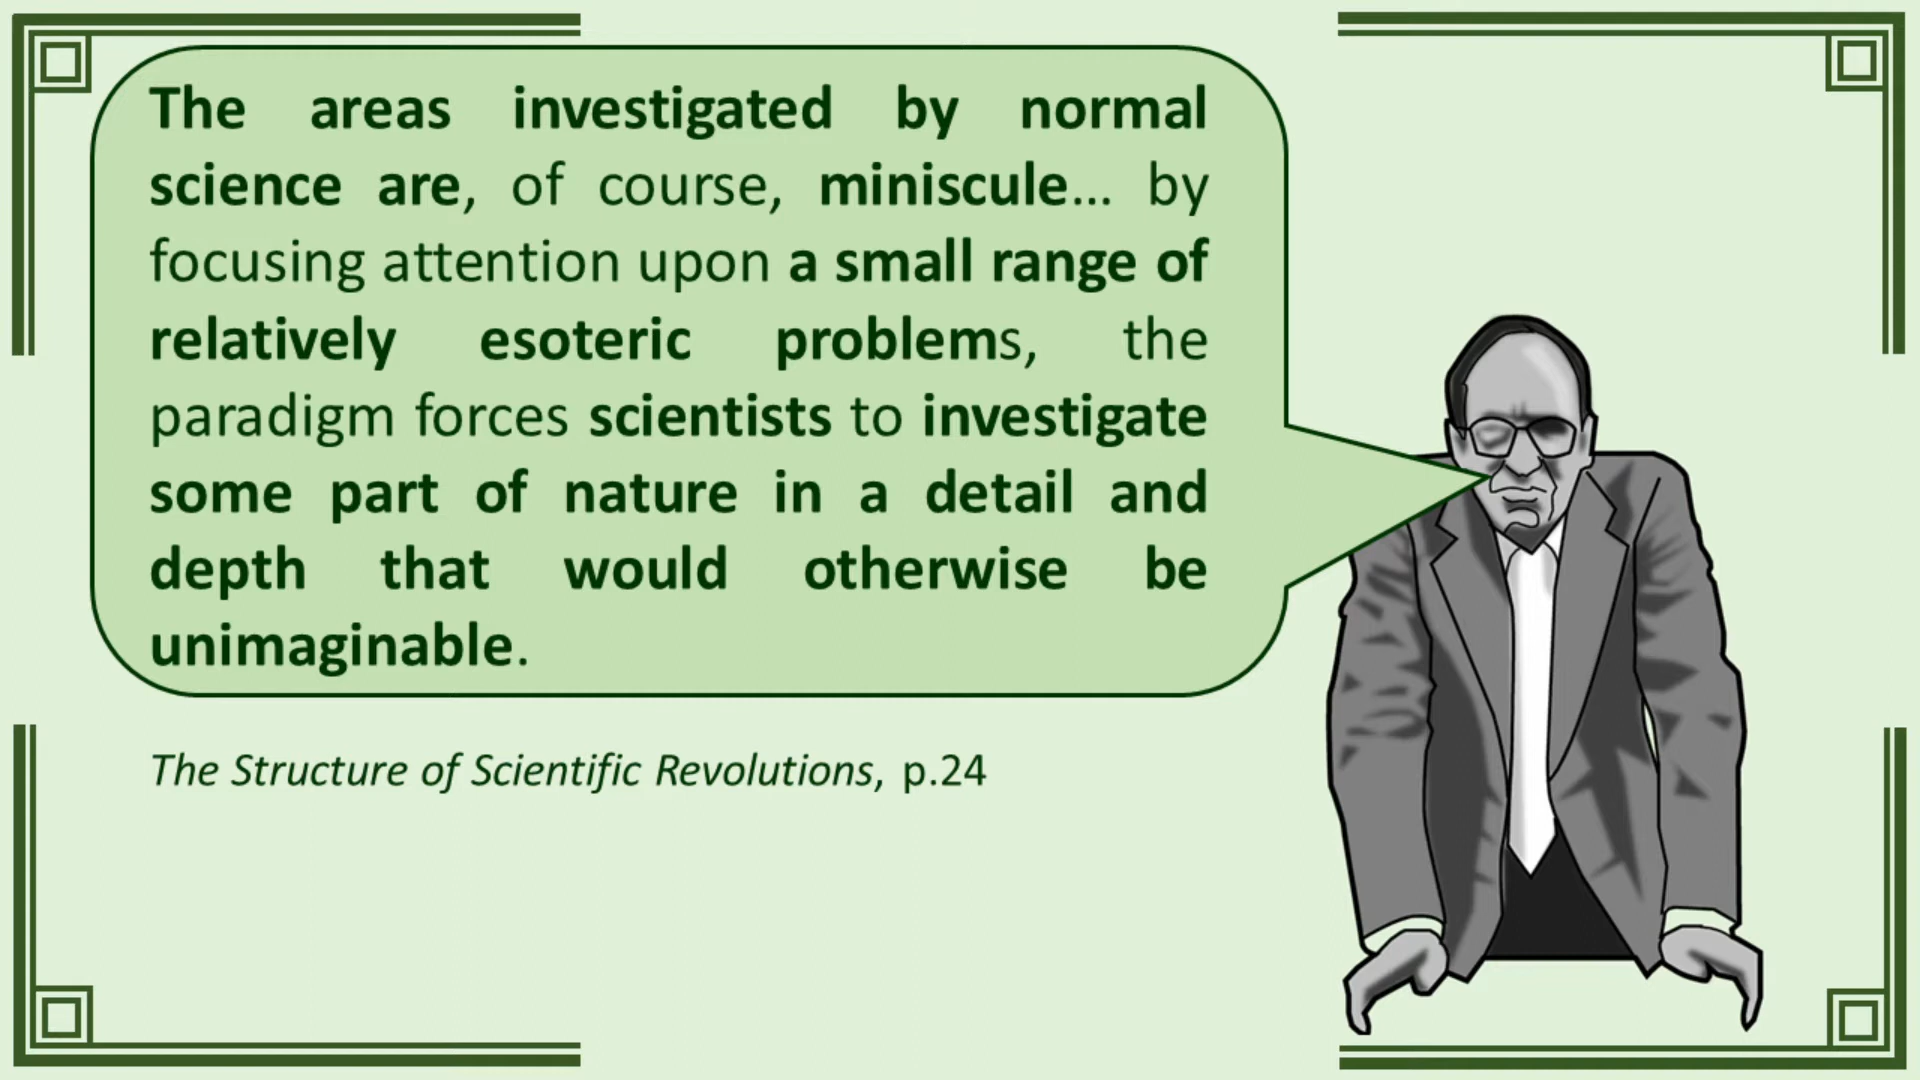 The areas investigated by normal
science are, of course, miniscule... by
focusing attention upon a small range of
relatively esoteric problems, the
paradigm forces scientists to investigate
some part of nature in a detail and
depth that would otherwise be
unimaginable.
The Structure of Scientific Revolutions, p.24